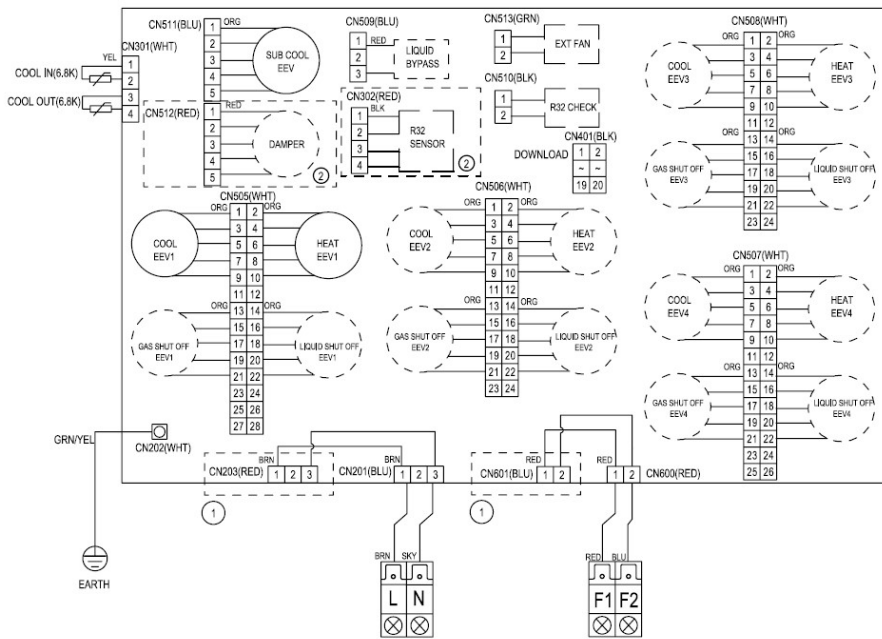 CN511(BLU)
CN301(WHT)
YEL
COOL IN(6.8K)
COOL OUT(6.8K)
1
2
3
4
1
2
3
4
5
ORG
SUB COOL
EEV
CN512(RED)
1
2
3
4
5
RED
DAMPER
2
CN509(BLU)
1
2
3
RED
LIQUID
BYPASS
CN302(RED)
1
2
3
4
BLK
R32
SENSOR
2
CN513(GRN)
1
2
EXT FAN
CN510(BLK)
1
2
R32 CHECK
CN401(BLK)
DOWNLOAD
1 2
~ ~
19 20
CN508(WHT)
ORG ORG
1 2
3 4
5 6
7 8
9 10
11 12
13 14
15 16
17 18
19 20
21 22
23 24
COOL
EEV3
HEAT
EEV3
ORG ORG
GAS SHUT OFF
EEV3
LIQUID SHUT OFF
EEV3
CN505(WHT)
ORG ORG
1 2
3 4
5 6
7 8
9 10
11 12
13 14
15 16
17 18
19 20
21 22
23 24
25 26
27 28
COOL
EEV1
HEAT
EEV1
ORG ORG
GAS SHUT OFF
EEV1
LIQUID SHUT OFF
EEV1
CN506(WHT)
ORG ORG
1 2
3 4
5 6
7 8
9 10
11 12
13 14
15 16
17 18
19 20
21 22
23 24
COOL
EEV2
HEAT
EEV2
ORG ORG
GAS SHUT OFF
EEV2
LIQUID SHUT OFF
EEV2
CN507(WHT)
ORG ORG
1 2
3 4
5 6
7 8
9 10
11 12
13 14
15 16
17 18
19 20
21 22
23 24
25 26
COOL
EEV4
HEAT
EEV4
ORG ORG
GAS SHUT OFF
EEV4
LIQUID SHUT OFF
EEV4
GRN/YEL
CN202(WHT)
EARTH
CN203(RED)
BRN
1 2 3
1
CN201(BLU)
BRN
1 2 3
CN601(BLU)
RED
1 2
1
RED
1 2
CN600(RED)
BRN SKY
L N
RED BLU
F1 F2